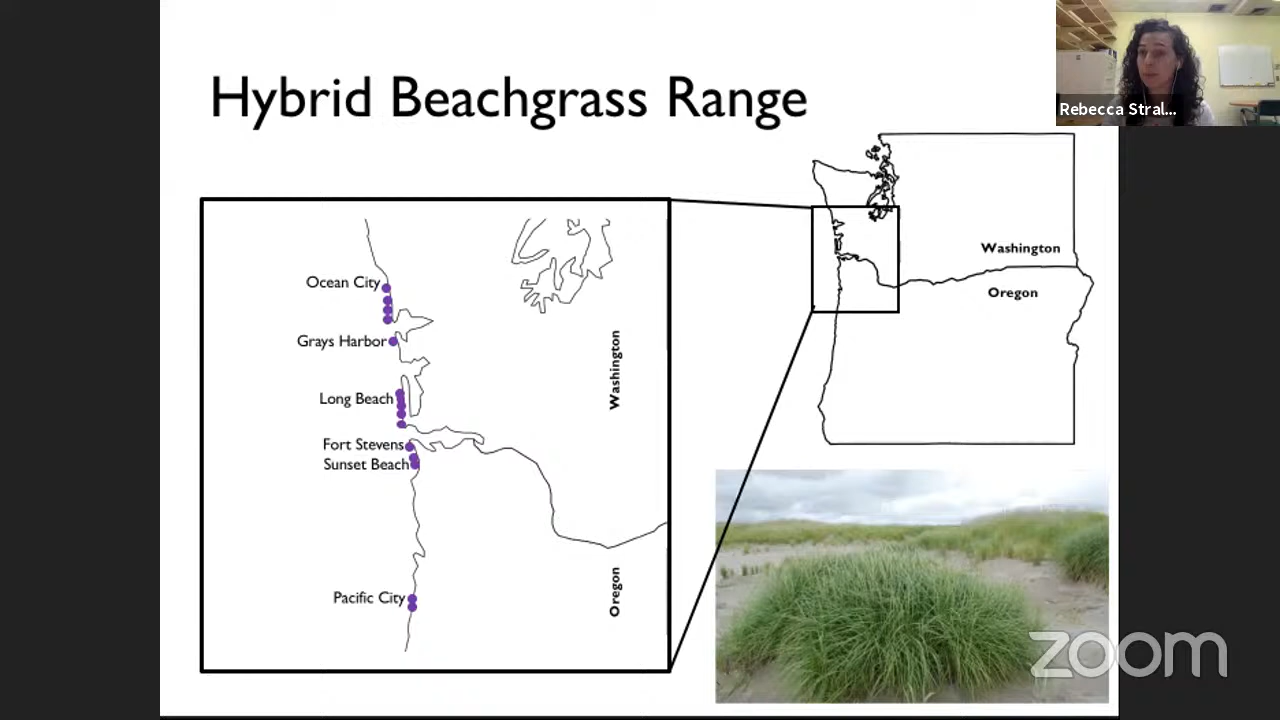 Hybrid Beachgrass Range
Rebecca Stral...
Washington
Oregon
Ocean City
Grays Harbor
Long Beach
Fort Stevens
Sunset Beach
Pacific City
Washington
Oregon
zoom